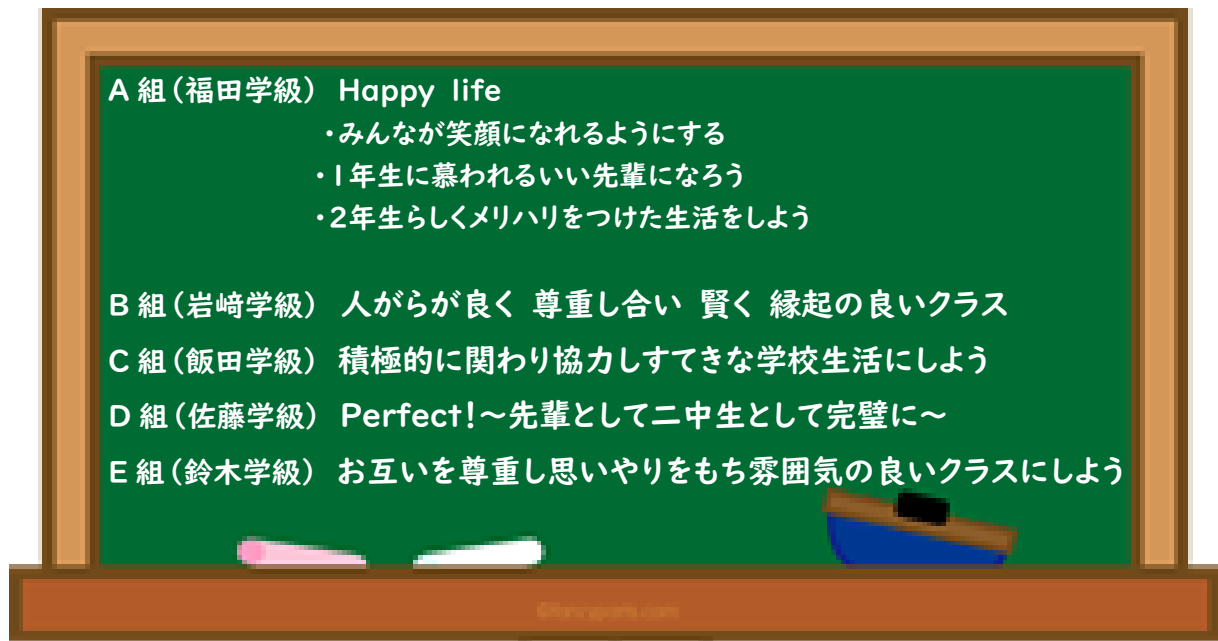 A組(福田学級) Happy life
・みんなが笑顔になれるようにする
・1年生に慕われるいい先輩になろう
・2年生らしくメリハリをつけた生活をしよう
B組(岩﨑学級) 人がらが良く 尊重し合い 賢く 縁起の良いクラス
C組(飯田学級) 積極的に関わり協力しすてきな学校生活にしよう
D組(佐藤学級) Perfect!~先輩として二中生として完璧に~
E組(鈴木学級) お互いを尊重し思いやりをもち雰囲気の良いクラスにしよう